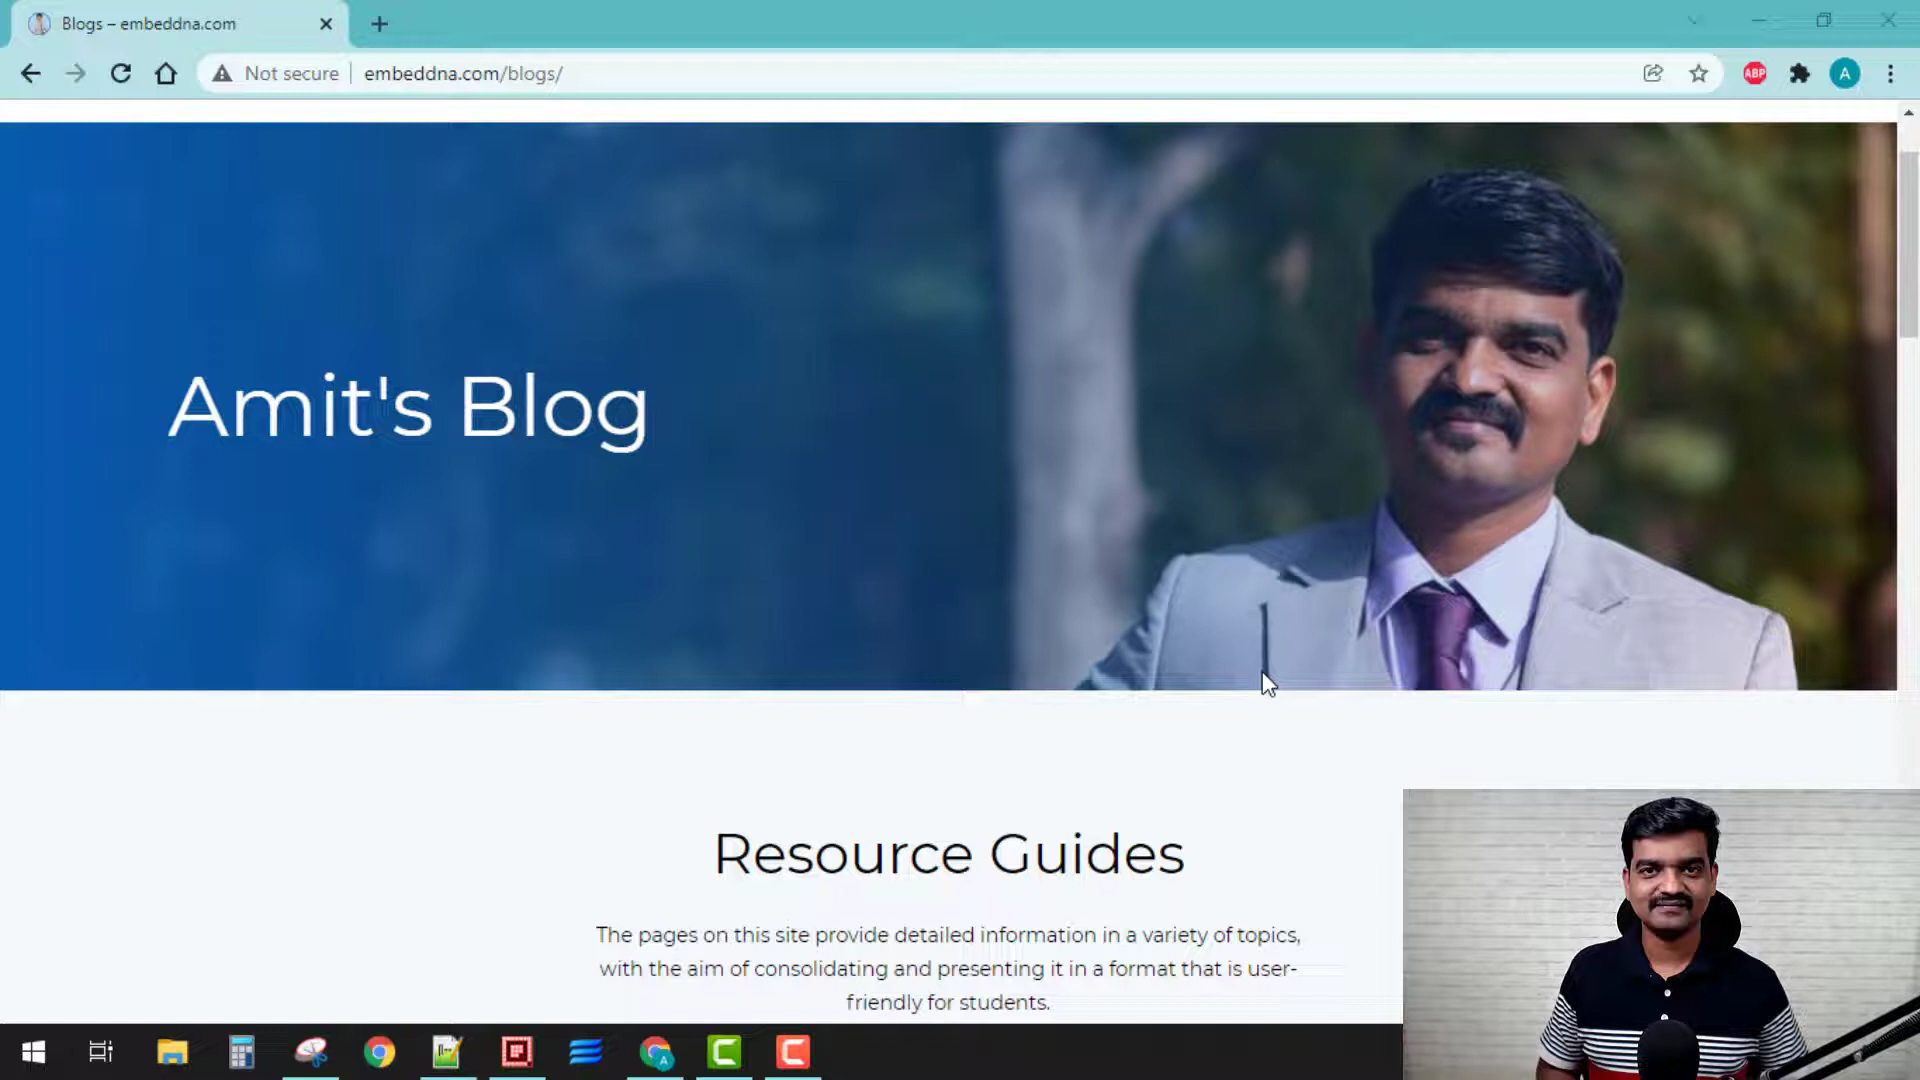 Blogs – embeddna.com
Not secure
embeddna.com/blogs/
ABP
A
Amit's Blog
Resource Guides
The pages on this site provide detailed information in a variety of topics,
with the aim of consolidating and presenting it in a format that is user-
friendly for students.